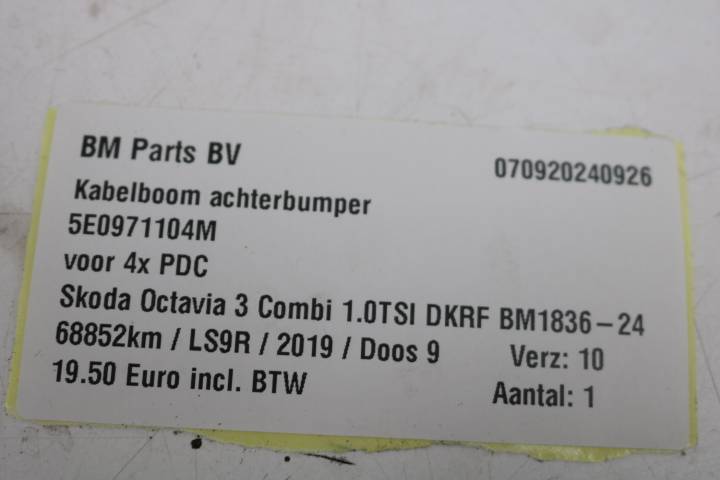 BM Parts BV 070920240926
Kabelboom achterbumper
5E0971104M
voor 4x PDC
Skoda Octavia 3 Combi 1.0TSI DKRF BM1836-24
68852km / LS9R / 2019 / Doos 9 Verz: 10
19.50 Euro incl. BTW Aantal: 1